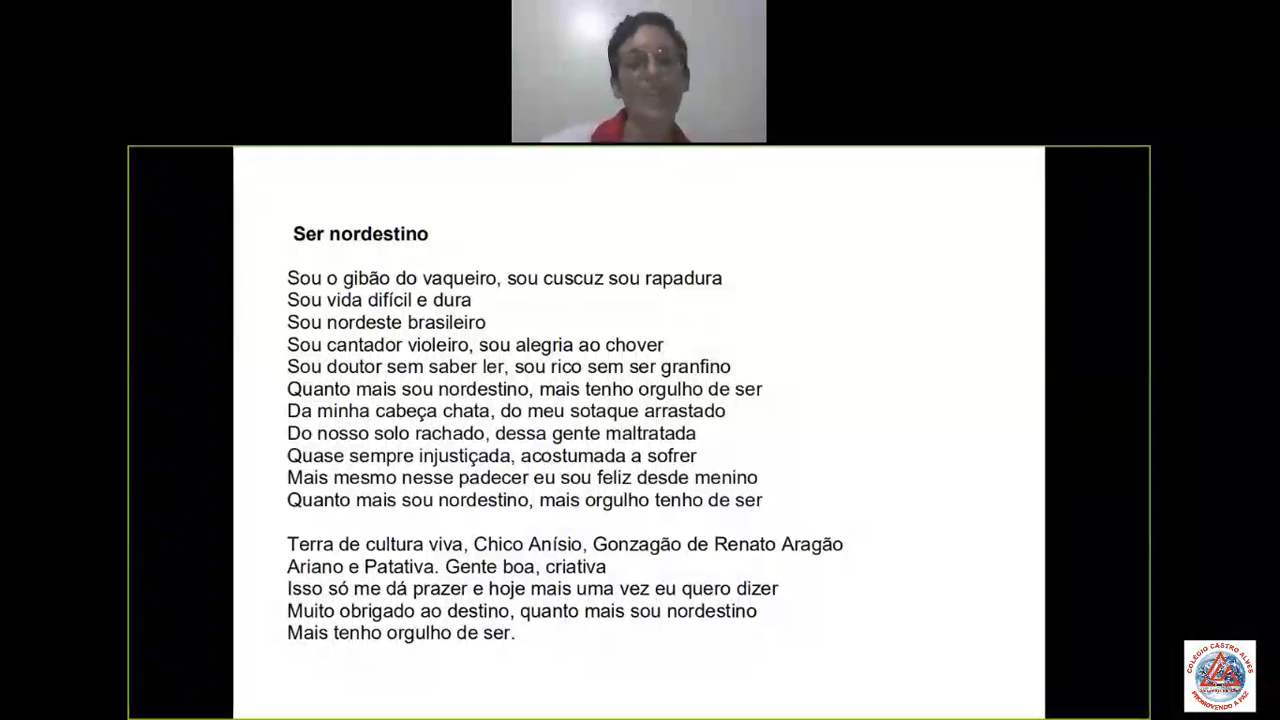 Ser nordestino
Sou o gibão do vaqueiro, sou cuscuz sou rapadura
Sou vida difícil e dura
Sou nordeste brasileiro
Sou cantador violeiro, sou alegria ao chover
Sou doutor sem saber ler, sou rico sem ser granfino
Quanto mais sou nordestino, mais tenho orgulho de ser
Da minha cabeça chata, do meu sotaque arrastado
Do nosso solo rachado, dessa gente maltratada
Quase sempre injustiçada, acostumada a sofrer
Mais mesmo nesse padecer eu sou feliz desde menino
Quanto mais sou nordestino, mais orgulho tenho de ser
Terra de cultura viva, Chico Anísio, Gonzagão de Renato Aragão
Ariano e Patativa. Gente boa, criativa
Isso só me dá prazer e hoje mais uma vez eu quero dizer
Muito obrigado ao destino, quanto mais sou nordestino
Mais tenho orgulho de ser.
COLÉGIO CASTRO ALVES
PROMOVENDO A PAZ